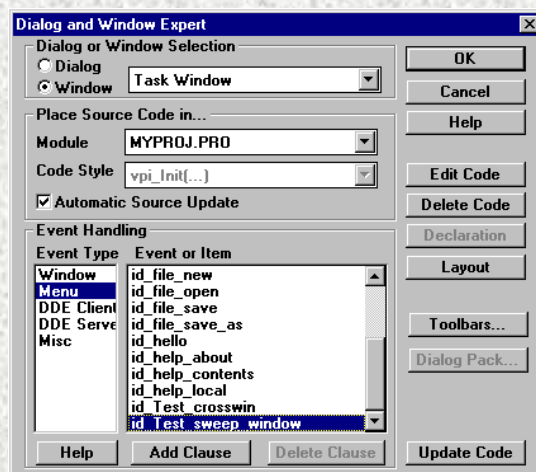 Dialog and Window Expert
Dialog or Window Selection
Dialog
Window
Task Window
OK
Cancel
Place Source Code in...
Help
Module
MYPROJ.PRO
Code Style
vpi_Init(...)
Edit Code
Automatic Source Update
Delete Code
Event Handling
Declaration
Event Type
Event or Item
Layout
Window
Menu
DDE Client
DDE Serve
Misc
id_file_new
id_file_open
id_file_save
id_file_save_as
id_hello
id_help_about
id_help_contents
id_help_local
id_Test_crosswin
id_Test_sweep_window
Toolbars...
Dialog Pack...
Help
Add Clause
Delete Clause
Update Code